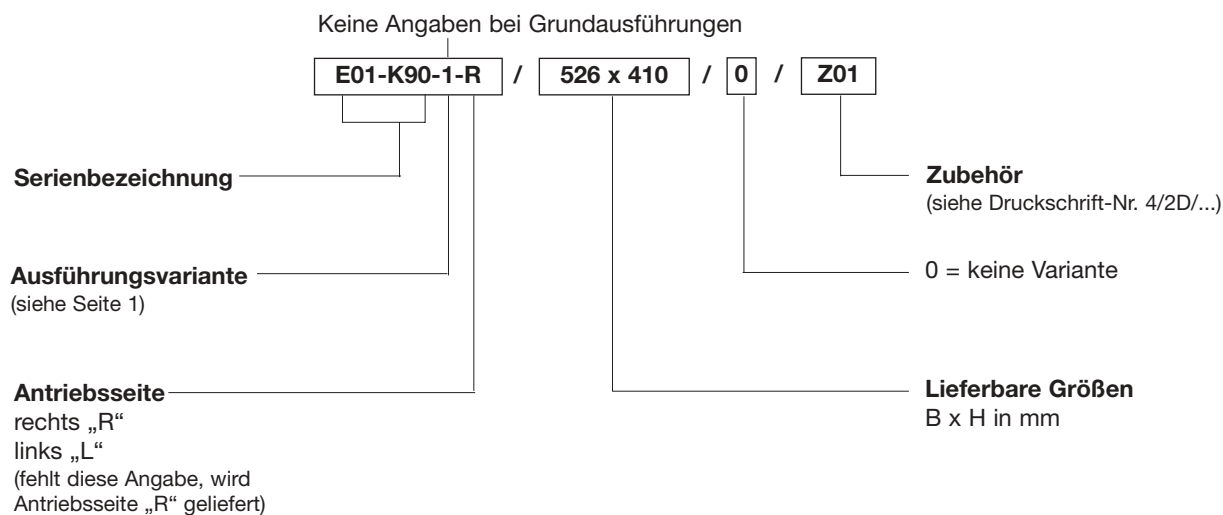 Keine Angaben bei Grundausführungen
E01-K90-1-R / 526 x 410 / 0 / Z01
Serienbezeichnung
Zubehör
(siehe Druckschrift-Nr. 4/2D/...)
Ausführungsvariante
(siehe Seite 1)
0 = keine Variante
Antriebsseite
rechts „R“
links „L“
(fehlt diese Angabe, wird
Antriebsseite „R“ geliefert)
Lieferbare Größen
B x H in mm